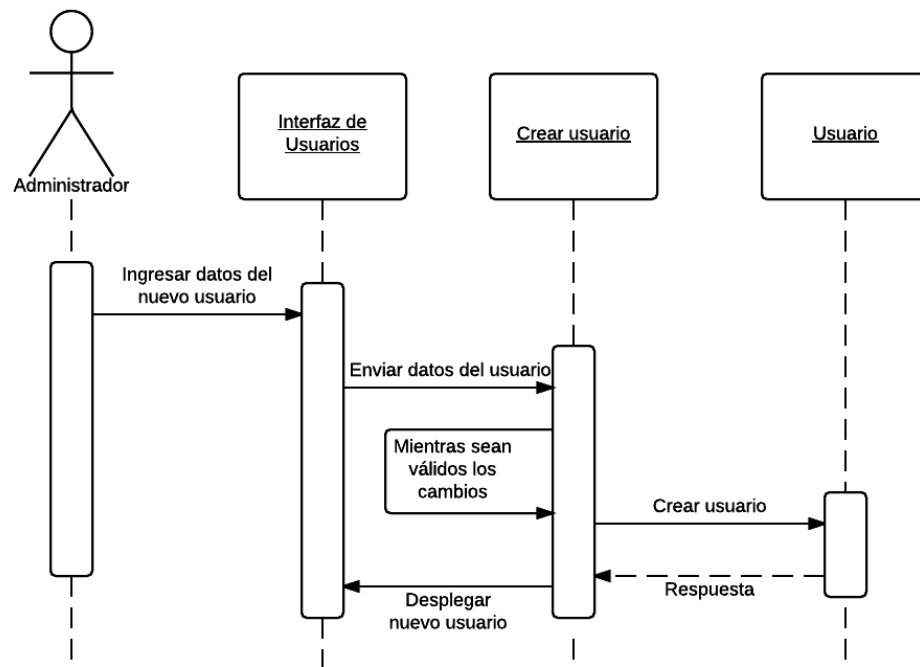 Administrador
Interfaz de
Usuarios
Crear usuario
Usuario
Ingresar datos del
nuevo usuario
Enviar datos del usuario
Mientras sean
válidos los
cambios
Crear usuario
Respuesta
Desplegar
nuevo usuario